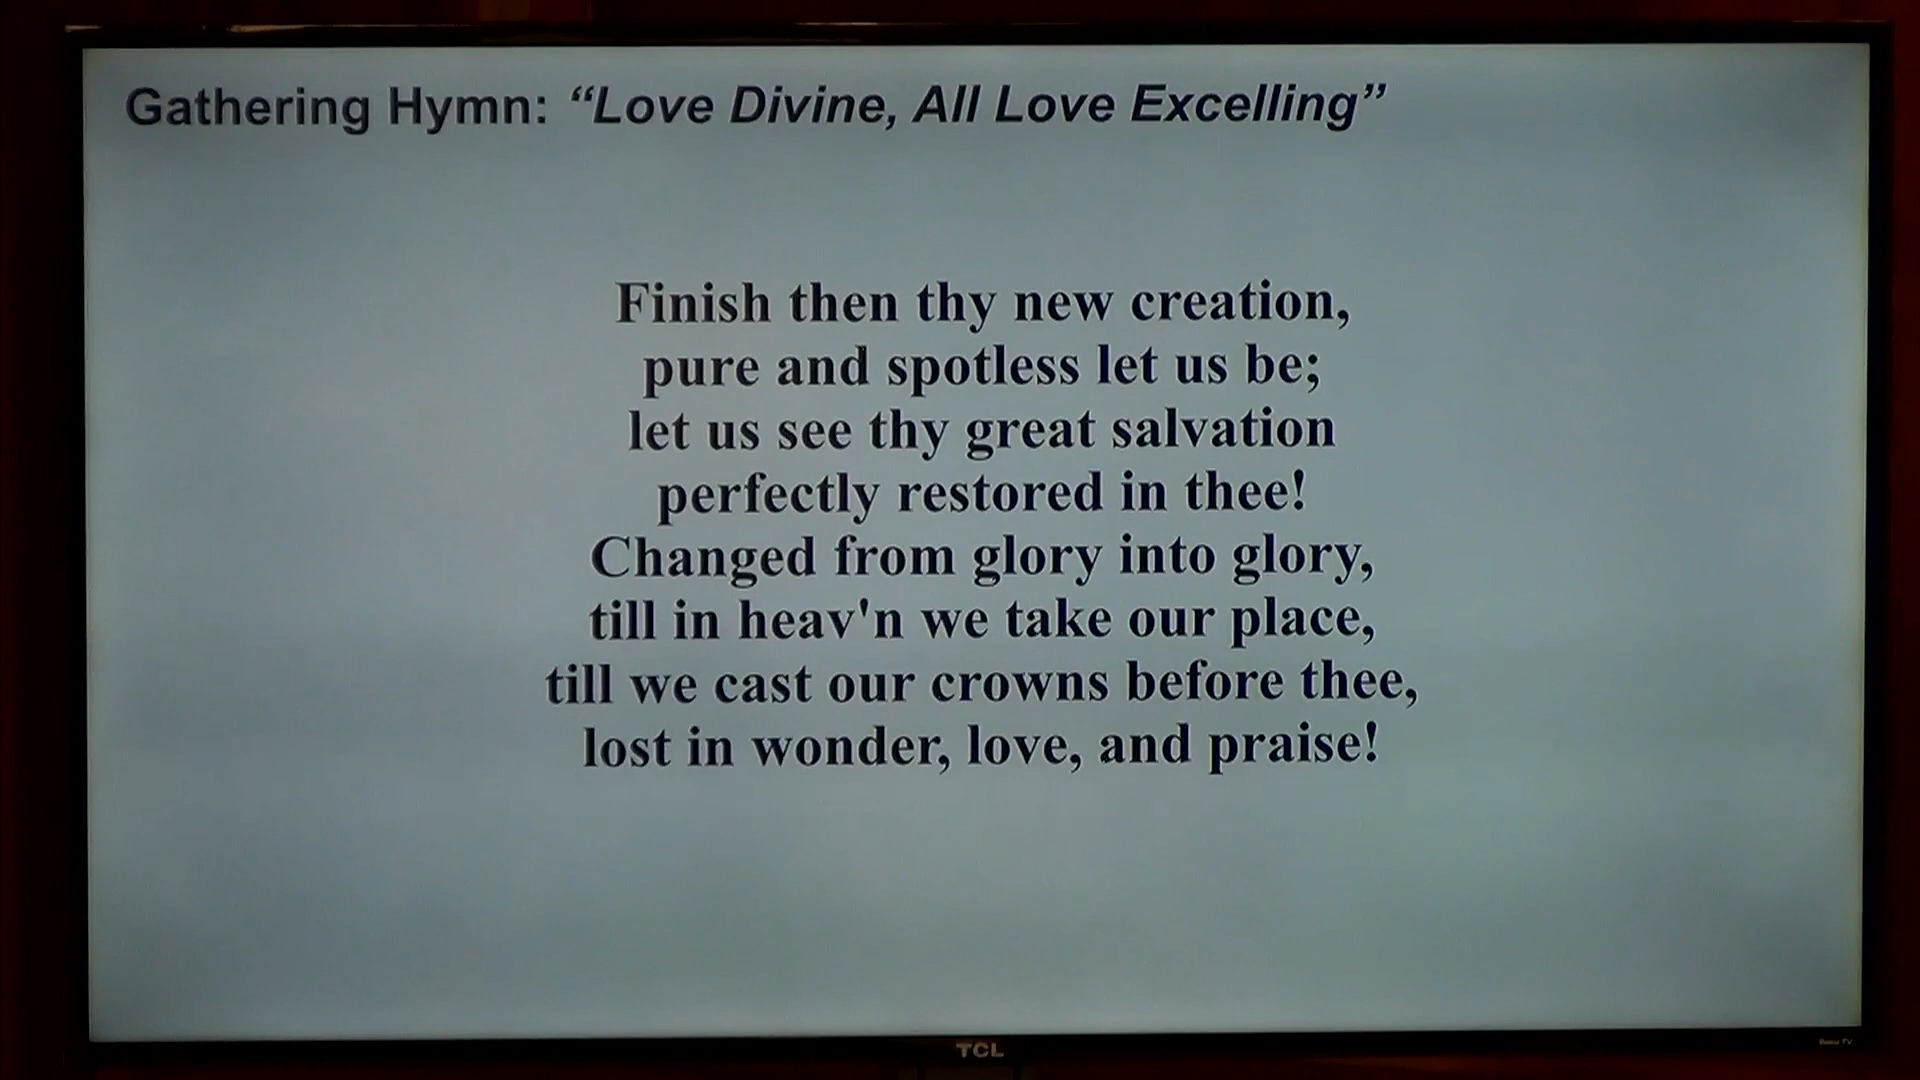 Gathering Hymn: “Love Divine, All Love Excelling”
Finish then thy new creation,
pure and spotless let us be;
let us see thy great salvation
perfectly restored in thee!
Changed from glory into glory,
till in heav'n we take our place,
till we cast our crowns before thee,
lost in wonder, love, and praise!
TCL
Roku TV